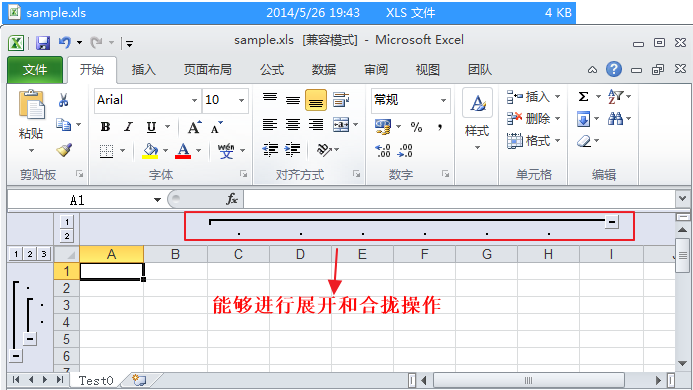 sample.xls 2014/5/26 19:43 XLS 文件 4 KB
sample.xls [兼容模式] - Microsoft Excel
文件 开始 插入 页面布局 公式 数据 审阅 视图 团队
粘贴 Arial 10 常规 样式 插入
B I U A A % , 删除
A wén 文 .00 .00 格式
剪贴板 字体 对齐方式 数字 单元格 编辑
A1 fx
1
2
1 2 3 A B C D E F G H I
1
2
3
4
5
6
能够进行展开和合拢操作
Test0